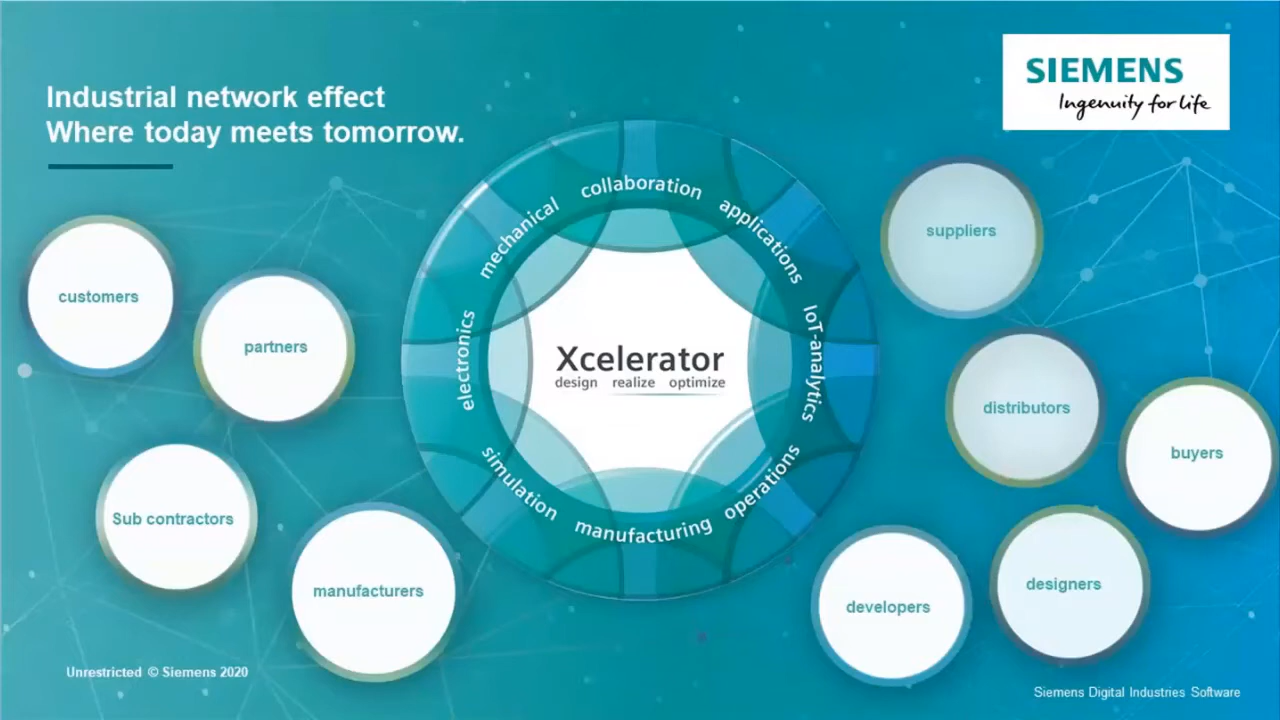 Industrial network effect
Where today meets tomorrow.
SIEMENS
Ingenuity for life
customers
partners
Sub contractors
manufacturers
collaboration
applications
IoT-analytics
operations
manufacturing
simulation
electronics
mechanical
Xcelerator
design realize optimize
suppliers
distributors
buyers
designers
developers
Unrestricted © Siemens 2020
Siemens Digital Industries Software